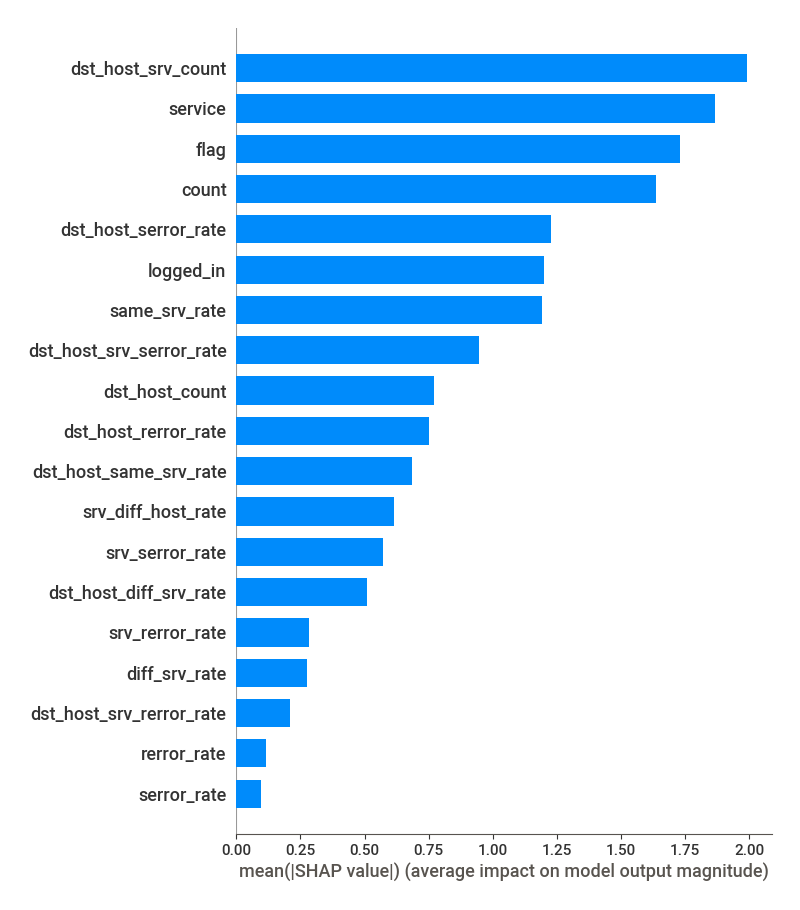 dst_host_srv_count
service
flag
count
dst_host_serror_rate
logged_in
same_srv_rate
dst_host_srv_serror_rate
dst_host_count
dst_host_rerror_rate
dst_host_same_srv_rate
srv_diff_host_rate
srv_serror_rate
dst_host_diff_srv_rate
srv_rerror_rate
diff_srv_rate
dst_host_srv_rerror_rate
rerror_rate
serror_rate
0.00 0.25 0.50 0.75 1.00 1.25 1.50 1.75 2.00
mean(|SHAP value|) (average impact on model output magnitude)